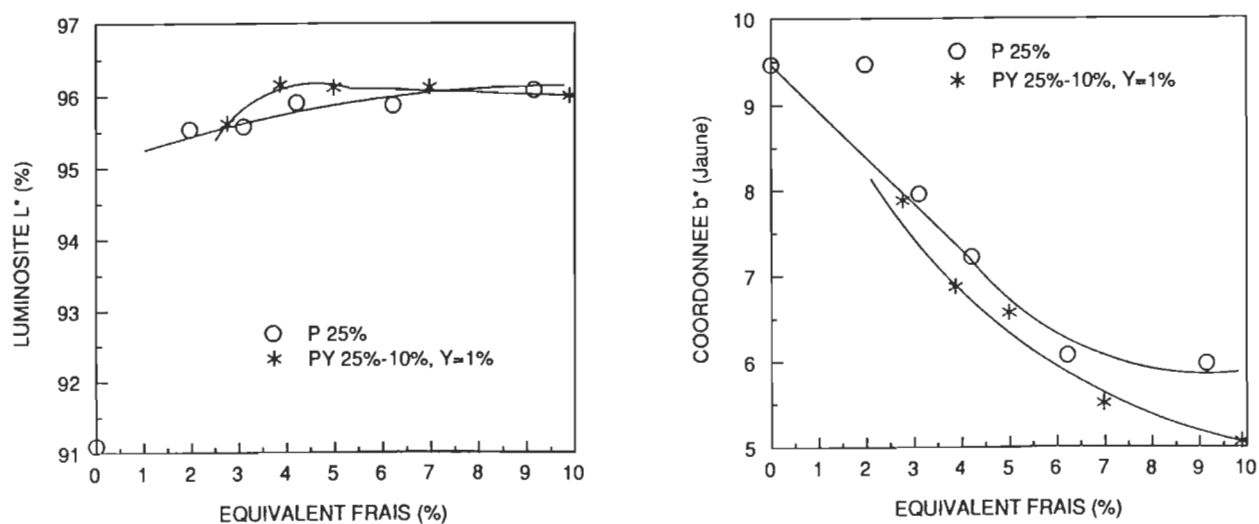 97
96
95
94
93
92
91
LUMINOSITE L* (%)
○ P 25%
* PY 25%-10%, Y=1%
0 1 2 3 4 5 6 7 8 9 10
EQUIVALENT FRAIS (%)
10
9
8
7
6
5
COORDONNEE b* (Jaune)
○ P 25%
* PY 25%-10%, Y=1%
0 1 2 3 4 5 6 7 8 9 10
EQUIVALENT FRAIS (%)